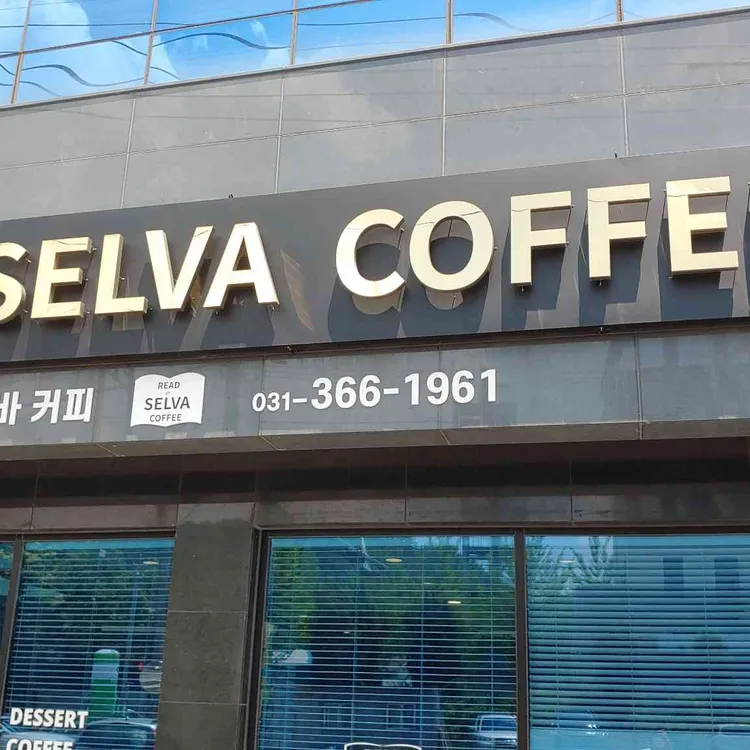 SELVA COFFE
바 커피
READ
SELVA
COFFEE
031-366-1961
DESSERT
COFFEE